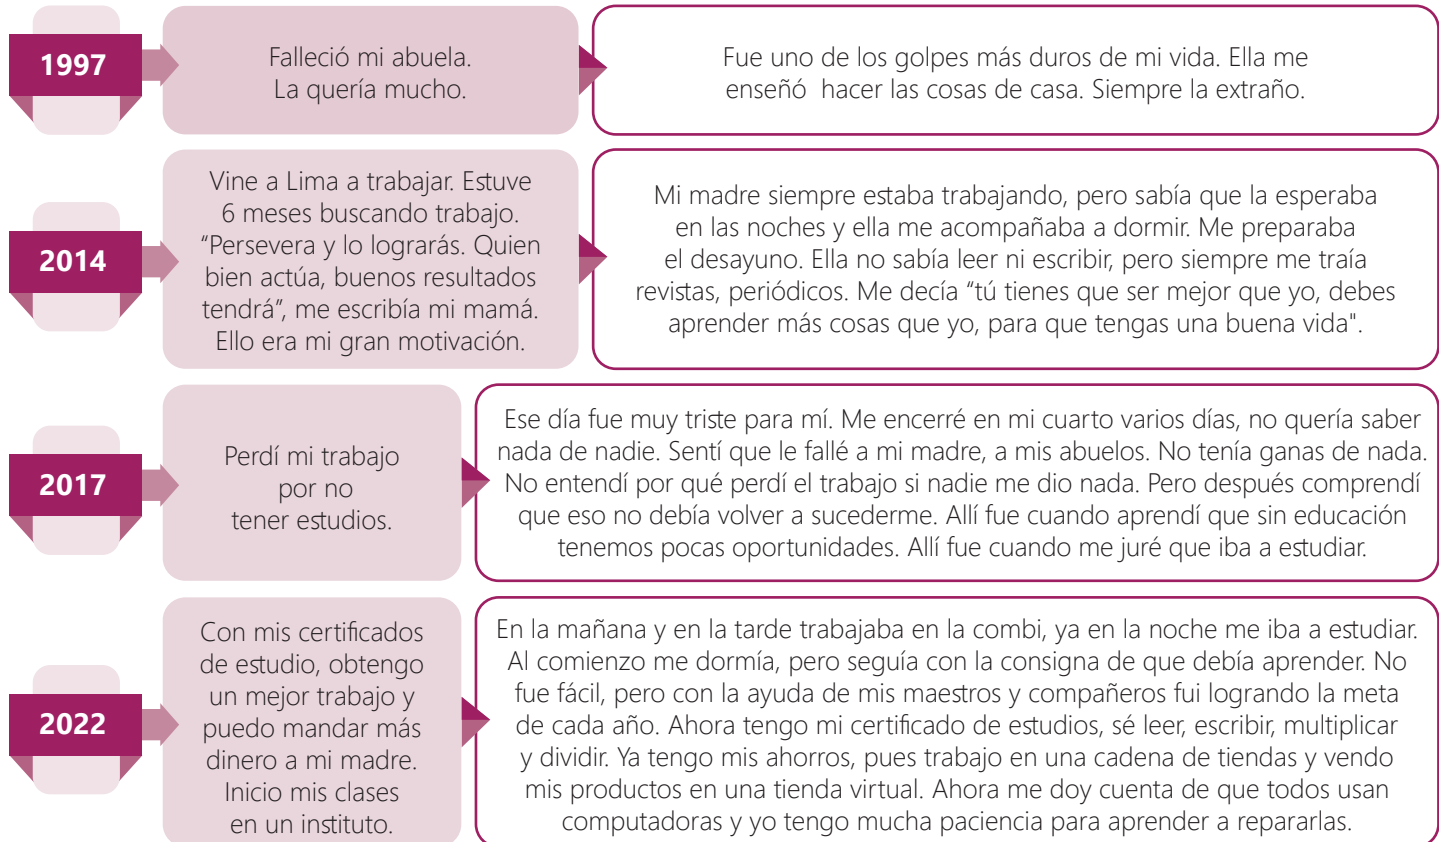 1997
Falleció mi abuela.
La quería mucho.
Fue uno de los golpes más duros de mi vida. Ella me
enseñó  hacer las cosas de casa. Siempre la extraño.
2014
Vine a Lima a trabajar. Estuve
6 meses buscando trabajo.
“Persevera y lo lograrás. Quien
bien actúa, buenos resultados
tendrá”, me escribía mi mamá.
Ello era mi gran motivación.
Mi madre siempre estaba trabajando, pero sabía que la esperaba
en las noches y ella me acompañaba a dormir. Me preparaba
el desayuno. Ella no sabía leer ni escribir, pero siempre me traía
revistas, periódicos. Me decía “tú tienes que ser mejor que yo, debes
aprender más cosas que yo, para que tengas una buena vida".
2017
Perdí mi trabajo
por no
tener estudios.
Ese día fue muy triste para mí. Me encerré en mi cuarto varios días, no quería saber
nada de nadie. Sentí que le fallé a mi madre, a mis abuelos. No tenía ganas de nada.
No entendí por qué perdí el trabajo si nadie me dio nada. Pero después comprendí
que eso no debía volver a sucederme. Allí fue cuando aprendí que sin educación
tenemos pocas oportunidades. Allí fue cuando me juré que iba a estudiar.
2022
Con mis certificados
de estudio, obtengo
un mejor trabajo y
puedo mandar más
dinero a mi madre.
Inicio mis clases
en un instituto.
En la mañana y en la tarde trabajaba en la combi, ya en la noche me iba a estudiar.
Al comienzo me dormía, pero seguía con la consigna de que debía aprender. No
fue fácil, pero con la ayuda de mis maestros y compañeros fui logrando la meta
de cada año. Ahora tengo mi certificado de estudios, sé leer, escribir, multiplicar
y dividir. Ya tengo mis ahorros, pues trabajo en una cadena de tiendas y vendo
mis productos en una tienda virtual. Ahora me doy cuenta de que todos usan
computadoras y yo tengo mucha paciencia para aprender a repararlas.